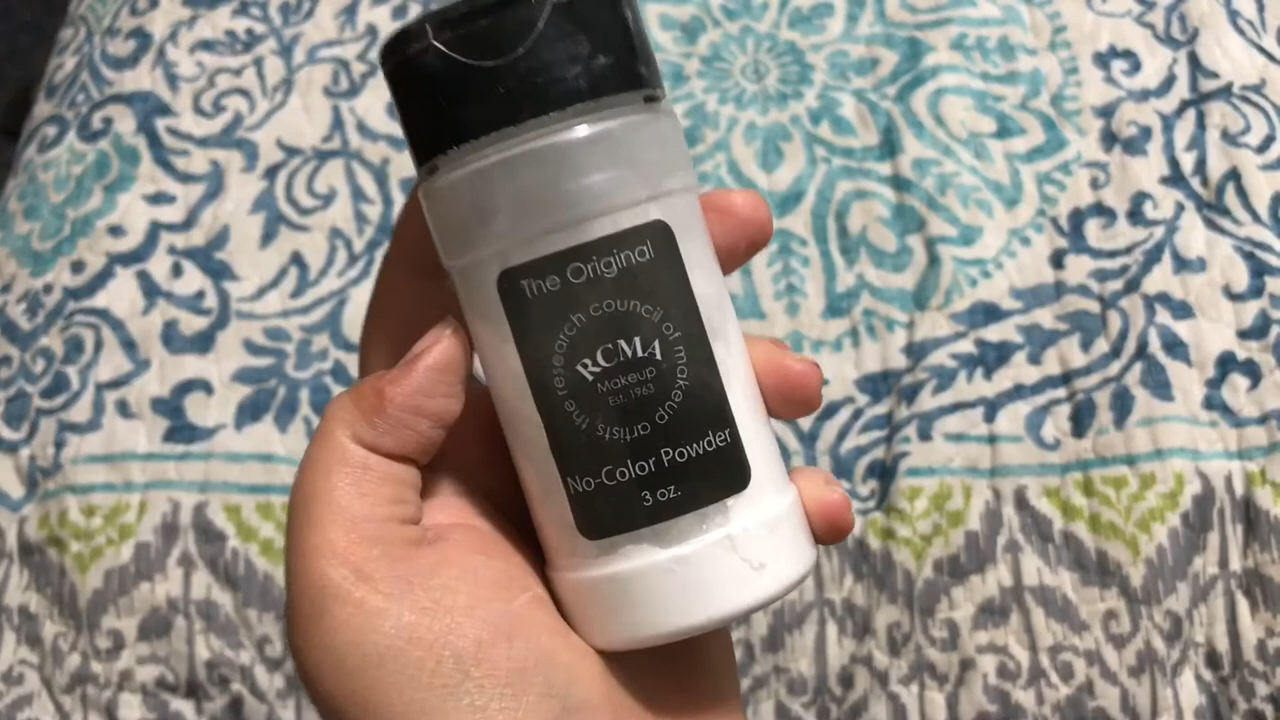 The Original
the research council of makeup artists
RCMA
Makeup
Est. 1963
No-Color Powder
3 oz.